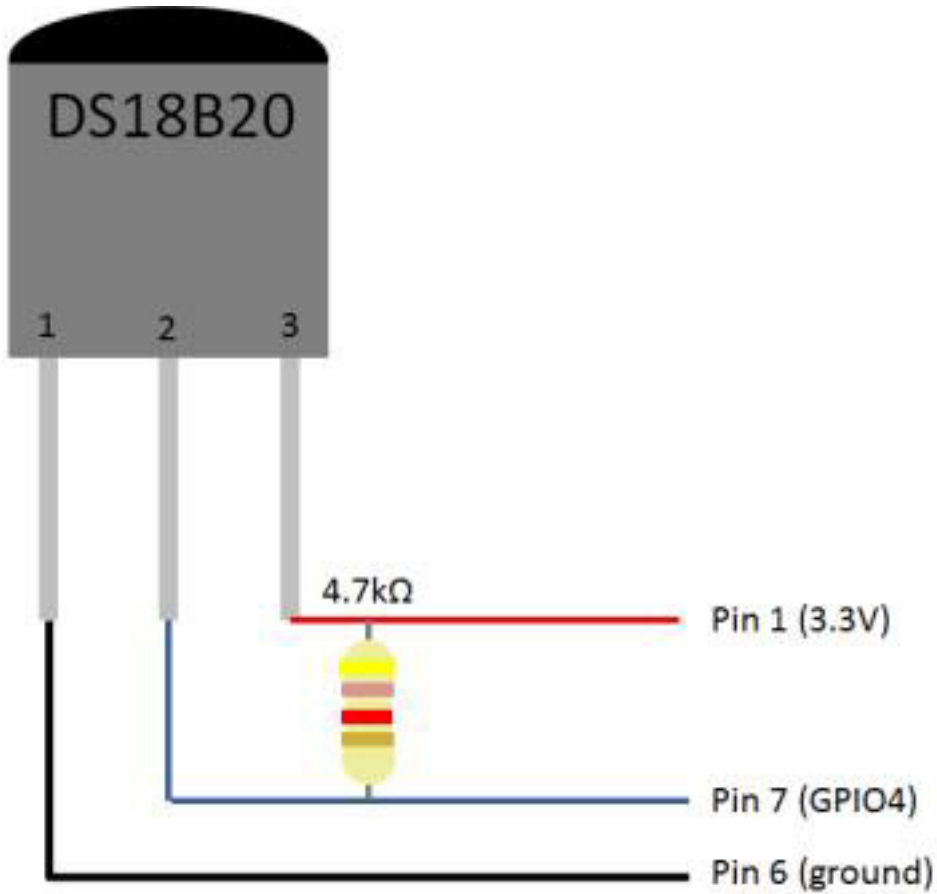 DS18B20
1 2 3
4.7kΩ
Pin 1 (3.3V)
Pin 7 (GPIO4)
Pin 6 (ground)